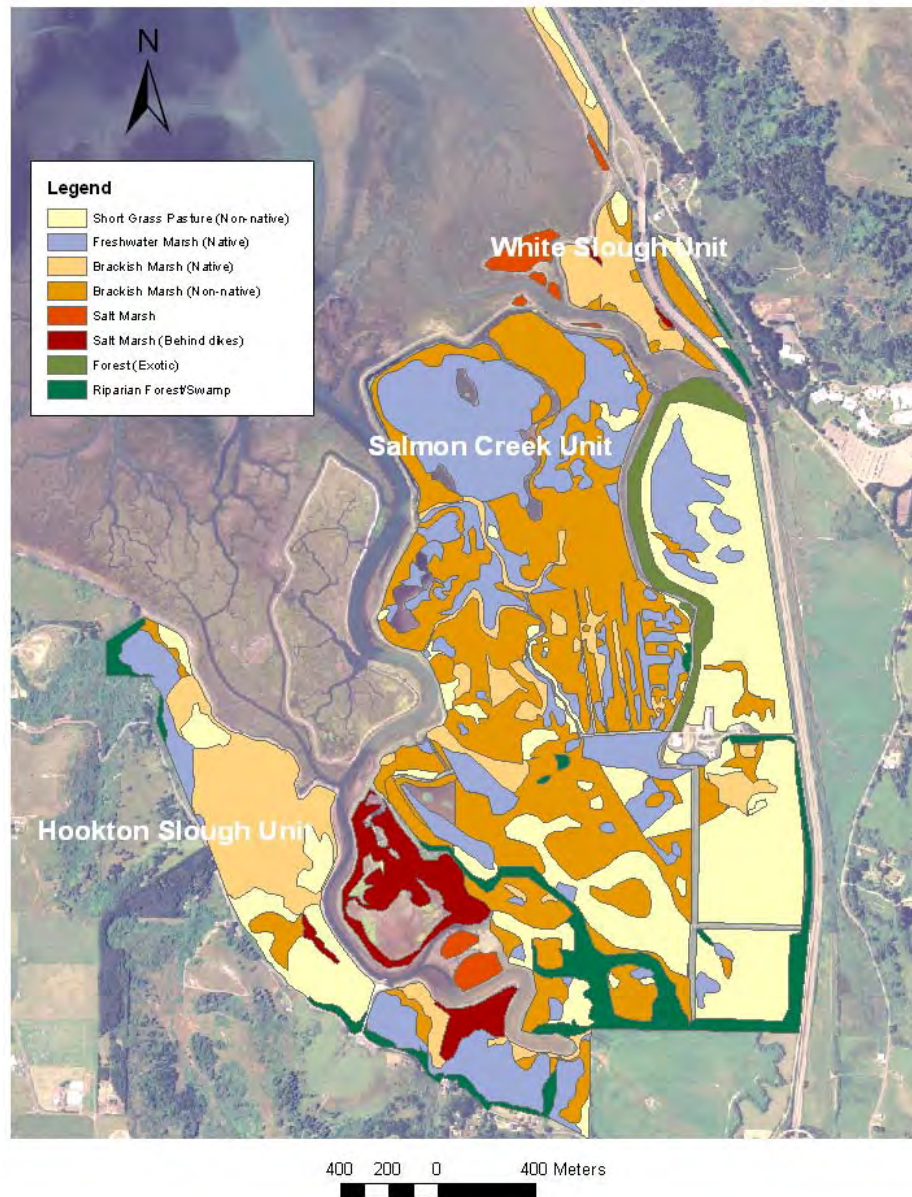 N
Legend
Short Grass Pasture (Non-native)
Freshwater Marsh (Native)
Brackish Marsh (Native)
Brackish Marsh (Non-native)
Salt Marsh
Salt Marsh (Behind dikes)
Forest (Exotic)
Riparian Forest/Swamp
White Slough Unit
Salmon Creek Unit
Hookton Slough Unit
400 200 0 400 Meters